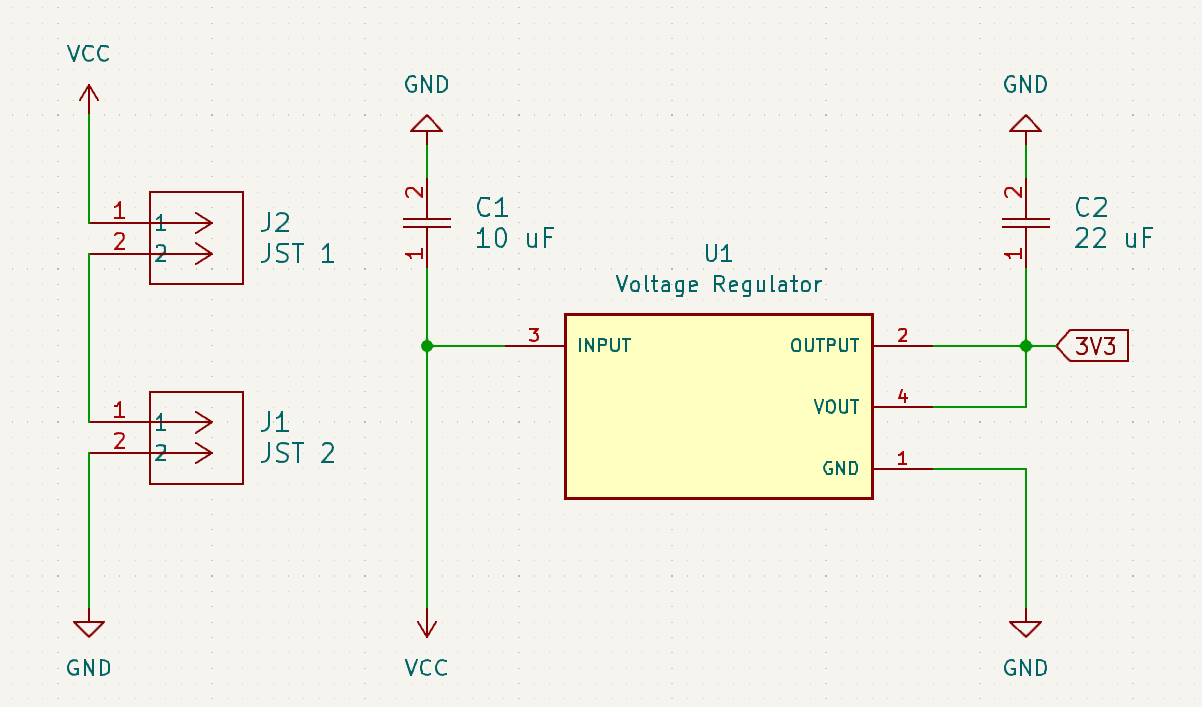 VCC
1
2
1
2
J2
JST 1
1
2
1
2
J1
JST 2
GND
GND
2
1
C1
10 uF
VCC
U1
Voltage Regulator
3
INPUT
OUTPUT
2
VOUT
4
GND
1
GND
2
1
C2
22 uF
3V3
GND